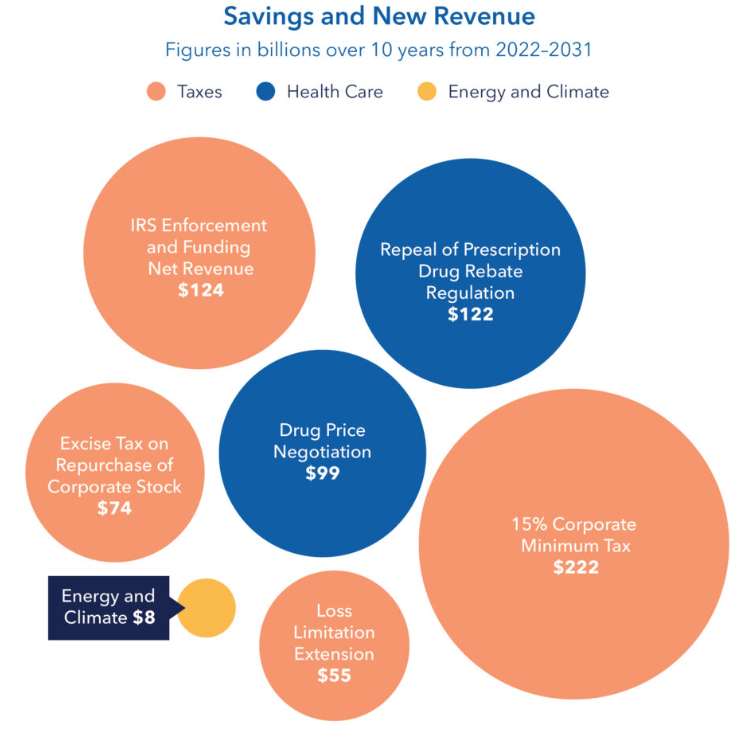 Savings and New Revenue
Figures in billions over 10 years from 2022–2031
Taxes
Health Care
Energy and Climate
IRS Enforcement
and Funding
Net Revenue
$124
Repeal of Prescription
Drug Rebate
Regulation
$122
Drug Price
Negotiation
$99
Excise Tax on
Repurchase of
Corporate Stock
$74
15% Corporate
Minimum Tax
$222
Energy and
Climate $8
Loss
Limitation
Extension
$55